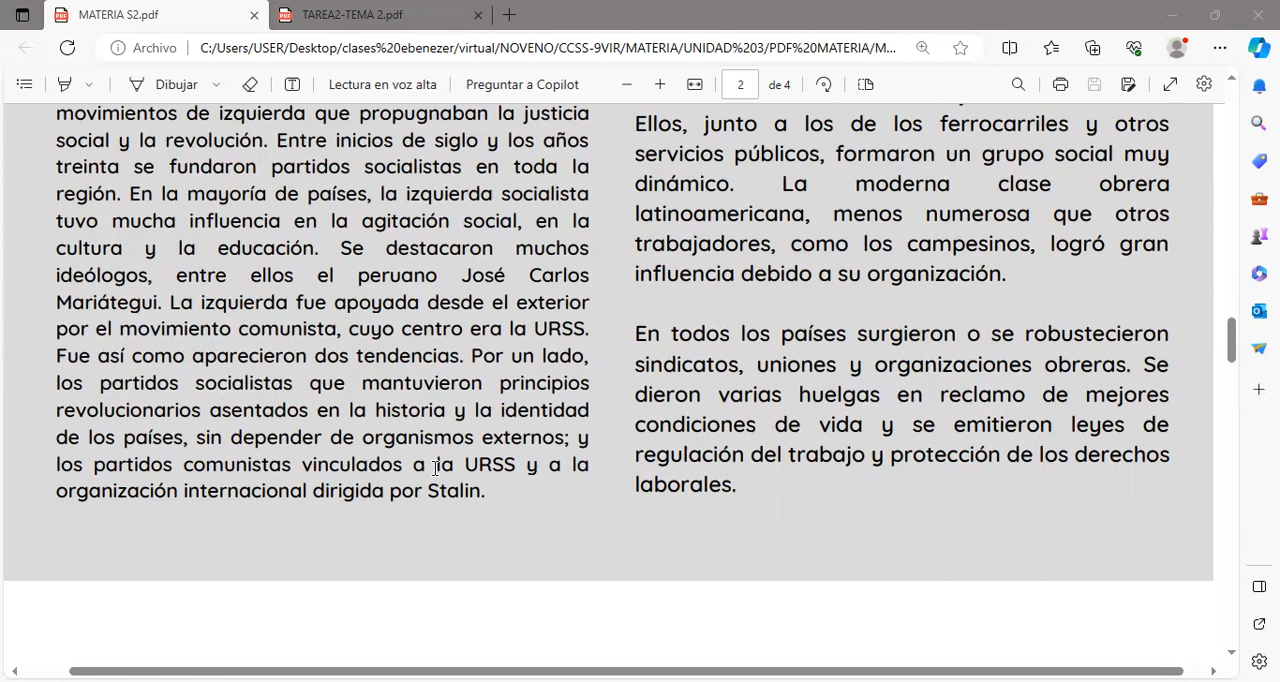 MATERIA S2.pdf
TAREA2-TEMA 2.pdf
Archivo
C:/Users/USER/Desktop/clases%20ebenezer/virtual/NOVENO/CCSS-9VIR/MATERIA/UNIDAD%203/PDF%20MATERIA/M...
Dibujar
Lectura en voz alta
Preguntar a Copilot
2
de 4
movimientos de izquierda que propugnaban la justicia
social y la revolución. Entre inicios de siglo y los años
treinta se fundaron partidos socialistas en toda la
región. En la mayoría de países, la izquierda socialista
tuvo mucha influencia en la agitación social, en la
cultura y la educación. Se destacaron muchos
ideólogos, entre ellos el peruano José Carlos
Mariátegui. La izquierda fue apoyada desde el exterior
por el movimiento comunista, cuyo centro era la URSS.
Fue así como aparecieron dos tendencias. Por un lado,
los partidos socialistas que mantuvieron principios
revolucionarios asentados en la historia y la identidad
de los países, sin depender de organismos externos; y
los partidos comunistas vinculados a la URSS y a la
organización internacional dirigida por Stalin.
Ellos, junto a los de los ferrocarriles y otros
servicios públicos, formaron un grupo social muy
dinámico. La moderna clase obrera
latinoamericana, menos numerosa que otros
trabajadores, como los campesinos, logró gran
influencia debido a su organización.
En todos los países surgieron o se robustecieron
sindicatos, uniones y organizaciones obreras. Se
dieron varias huelgas en reclamo de mejores
condiciones de vida y se emitieron leyes de
regulación del trabajo y protección de los derechos
laborales.